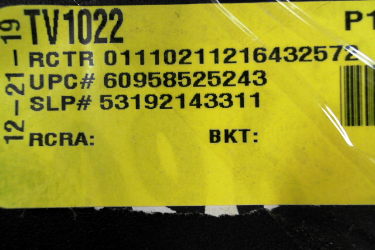 TV1022
P1
RCTR 01110211216432572
UPC# 60958525243
SLP# 53192143311
RCRA: BKT:
12-21-19